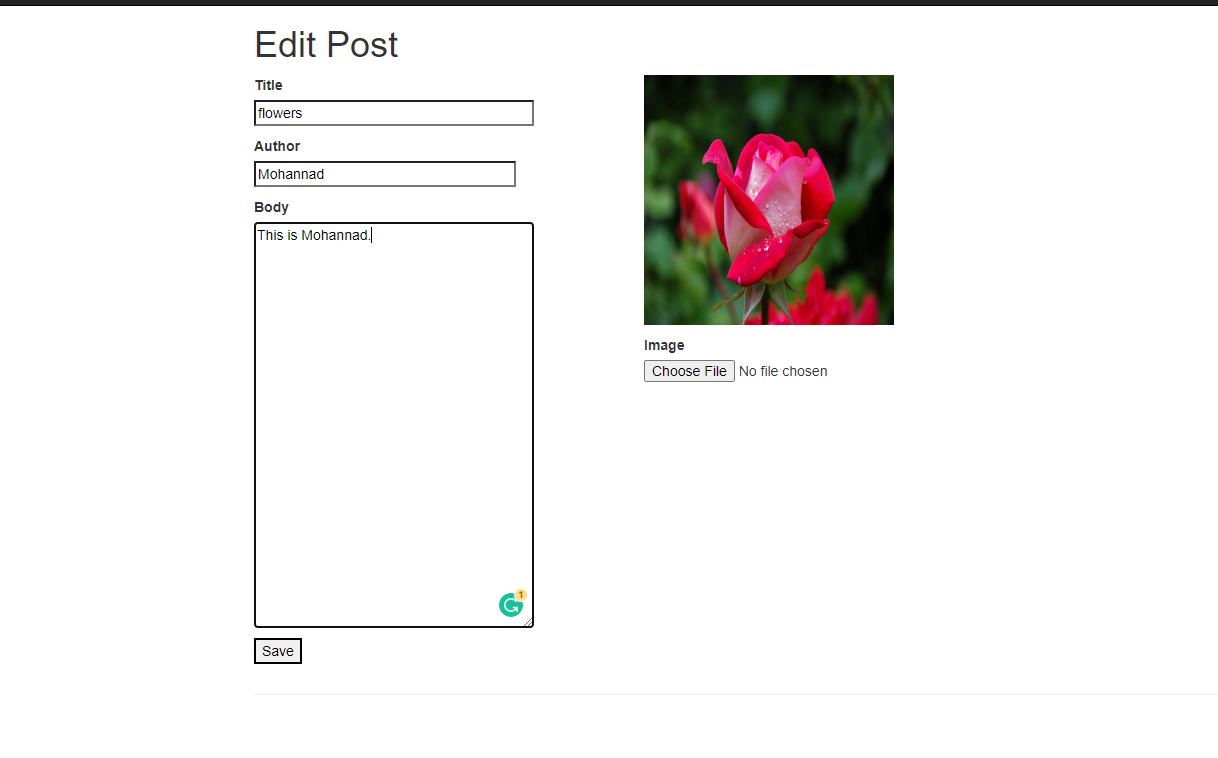 Edit Post
Title
flowers
Author
Mohannad
Body
This is Mohannad.
1
Save
Image
Choose File No file chosen